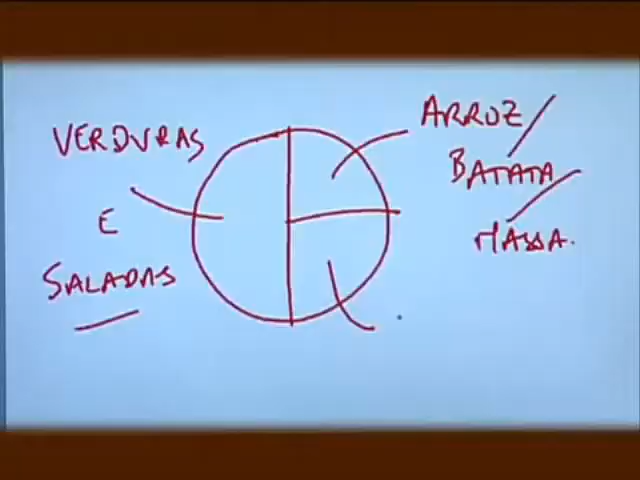 VERDURAS
E
SALADAS
ARROZ/
BATATA/
MASSA.